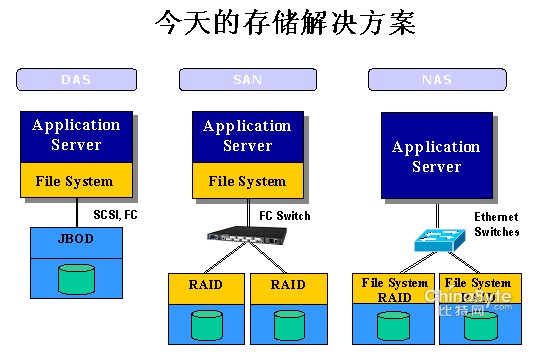 今天的存储解决方案
DAS
SAN
NAS
Application
Server
File System
SCSI, FC
JBOD
Application
Server
File System
FC Switch
RAID
RAID
Application
Server
Ethernet
Switches
File System
RAID
File System
RAID
ChinaByte
比特网.com